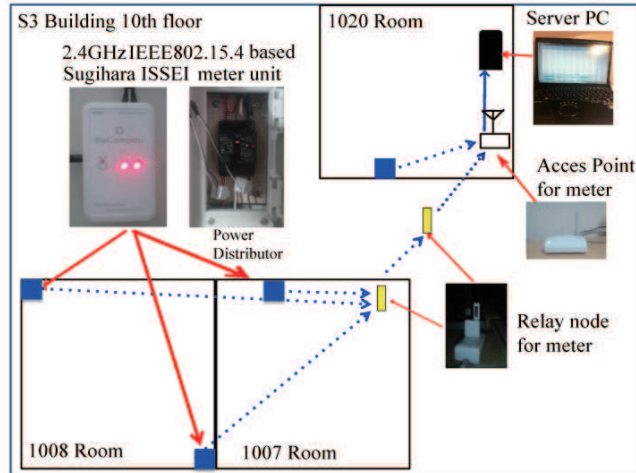 S3 Building 10th floor
2.4GHz IEEE802.15.4 based
Sugihara ISSEI meter unit
Power
Distributor
1020 Room
Server PC
Acces Point
for meter
Relay node
for meter
1008 Room
1007 Room